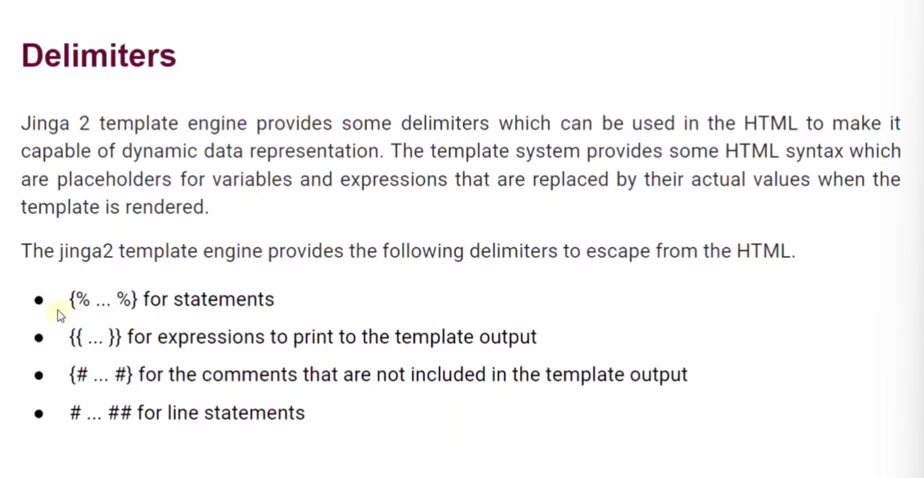 Delimiters
Jinga 2 template engine provides some delimiters which can be used in the HTML to make it
capable of dynamic data representation. The template system provides some HTML syntax which
are placeholders for variables and expressions that are replaced by their actual values when the
template is rendered.
The jinga2 template engine provides the following delimiters to escape from the HTML.
● {% ... %} for statements
● {{ ... }} for expressions to print to the template output
● {# ... #} for the comments that are not included in the template output
● # ... ## for line statements